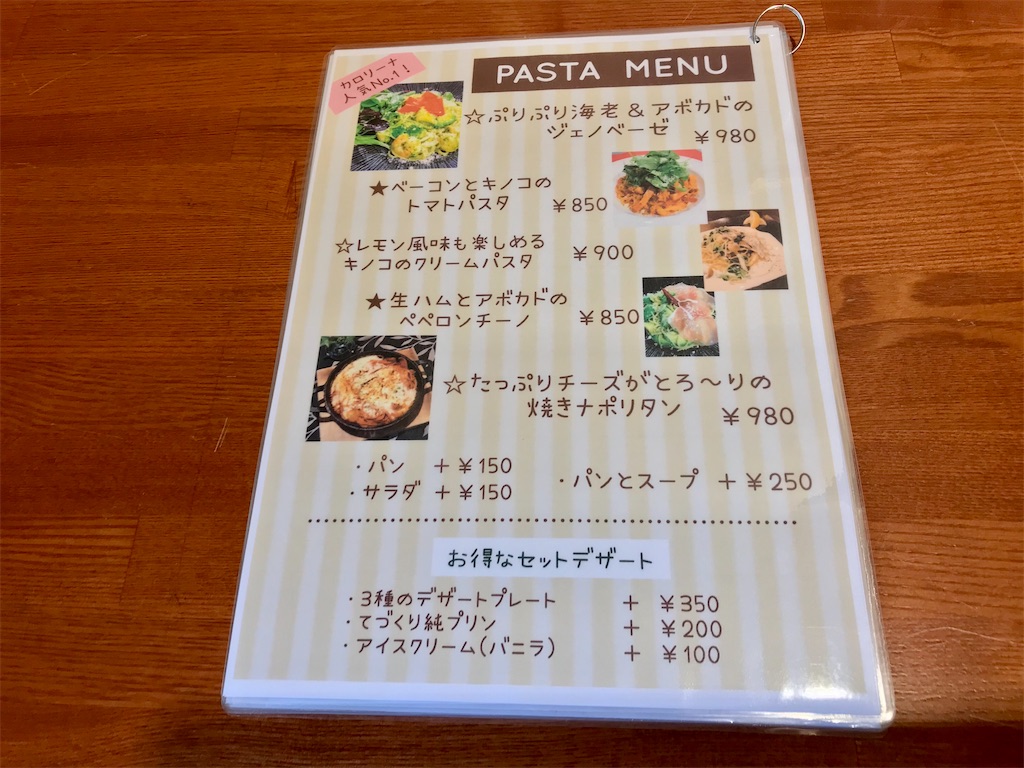 カロリーナ
人気No.1！
PASTA MENU
☆ぷりぷり海老＆アボカドの
ジェノベーゼ ￥980
★ベーコンとキノコの
トマトパスタ ￥850
☆レモン風味も楽しめる
キノコのクリームパスタ ￥900
★生ハムとアボカドの
ペペロンチーノ ￥850
☆たっぷりチーズがとろ～りの
焼きナポリタン ￥980
・パン ＋￥150
・サラダ ＋￥150
・パンとスープ ＋￥250
お得なセットデザート
・3種のデザートプレート ＋ ￥350
・てづくり純プリン ＋ ￥200
・アイスクリーム(バニラ) ＋ ￥100